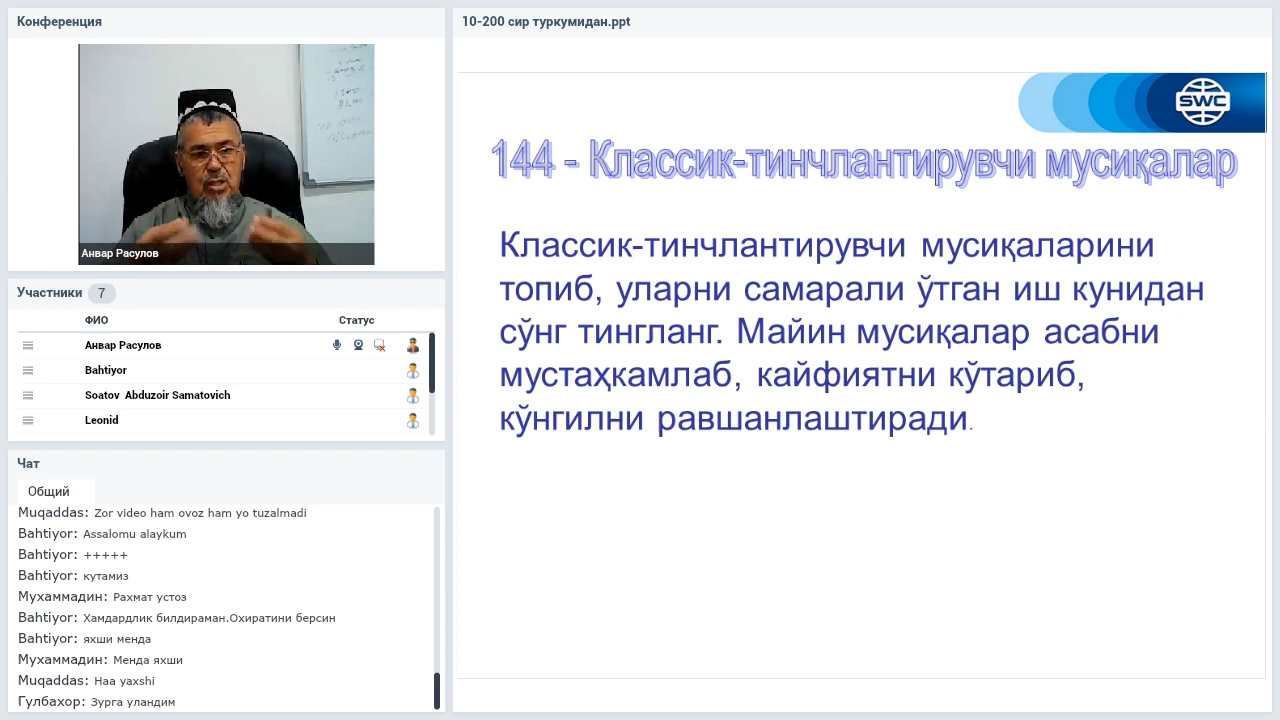 Конференция
Анвар Расулов
Участники 7
ФИО Статус
Анвар Расулов
Bahtiyor
Soatov Abduzoir Samatovich
Leonid
Чат
Общий
Muqaddas: Zor video ham ovoz ham yo tuzalmadi
Bahtiyor: Assalomu alaykum
Bahtiyor: +++++
Bahtiyor: кутамиз
Мухаммадин: Рахмат устоз
Bahtiyor: Хамдардлик билдираман.Охиратини берсин
Bahtiyor: яхши менда
Мухаммадин: Менда яхши
Muqaddas: Haa yaxshi
Гулбахор: Зурга уландим
10-200 сир туркумидан.ppt
SWC
144 - Классик-тинчлантирувчи мусиқалар
Классик-тинчлантирувчи мусиқаларини
топиб, уларни самарали ўтган иш кунидан
сўнг тингланг. Майин мусиқалар асабни
мустаҳкамлаб, кайфиятни кўтариб,
кўнгилни равшанлаштиради.